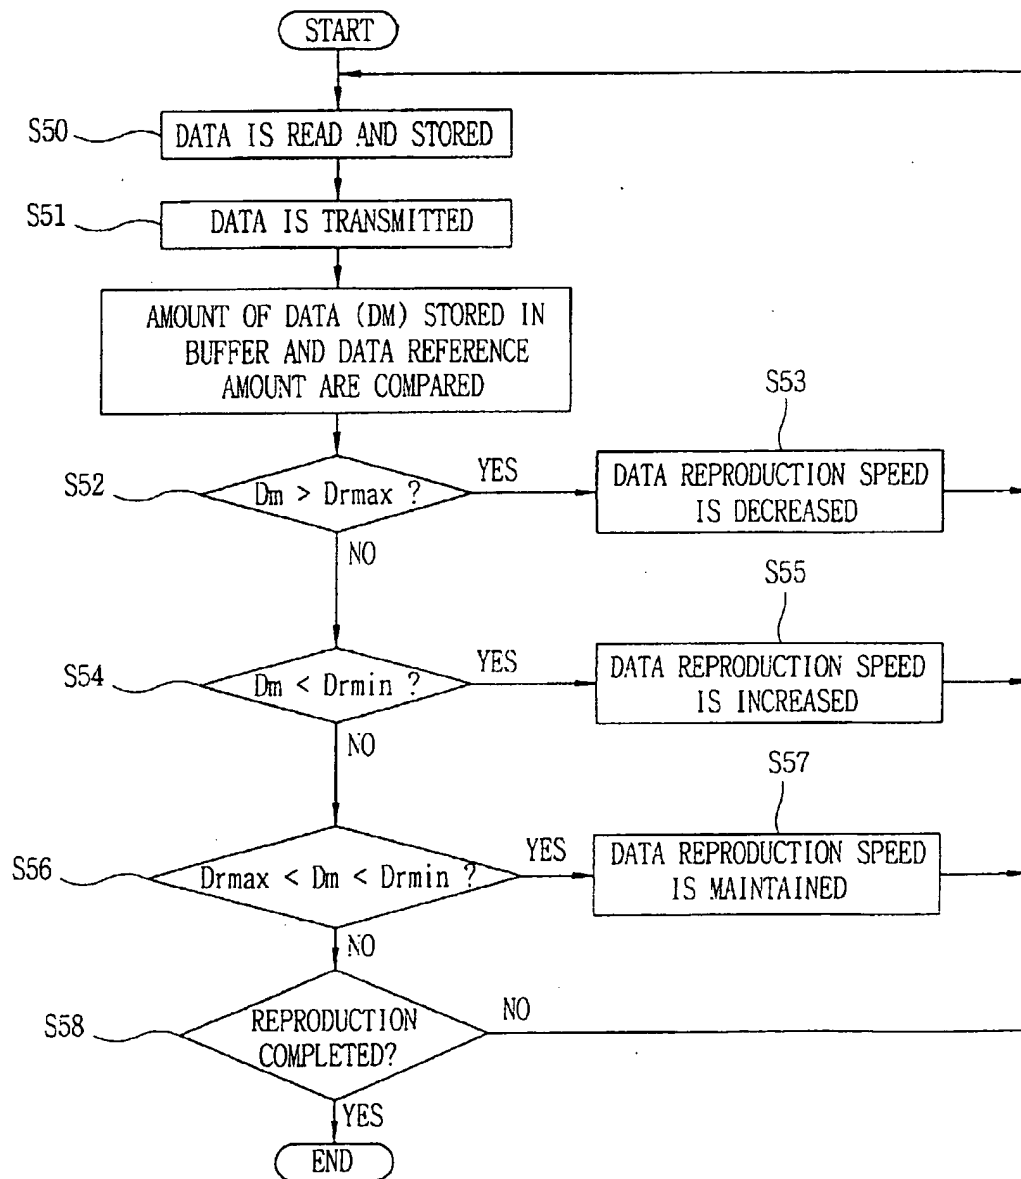 START
S50
DATA IS READ AND STORED
S51
DATA IS TRANSMITTED
AMOUNT OF DATA (DM) STORED IN
BUFFER AND DATA REFERENCE
AMOUNT ARE COMPARED
S52
Dm > Drmax ?
YES
NO
S53
DATA REPRODUCTION SPEED
IS DECREASED
S54
Dm < Drmin ?
YES
NO
S55
DATA REPRODUCTION SPEED
IS INCREASED
S56
Drmax < Dm < Drmin ?
YES
NO
S57
DATA REPRODUCTION SPEED
IS MAINTAINED
S58
REPRODUCTION
COMPLETED?
NO
YES
END